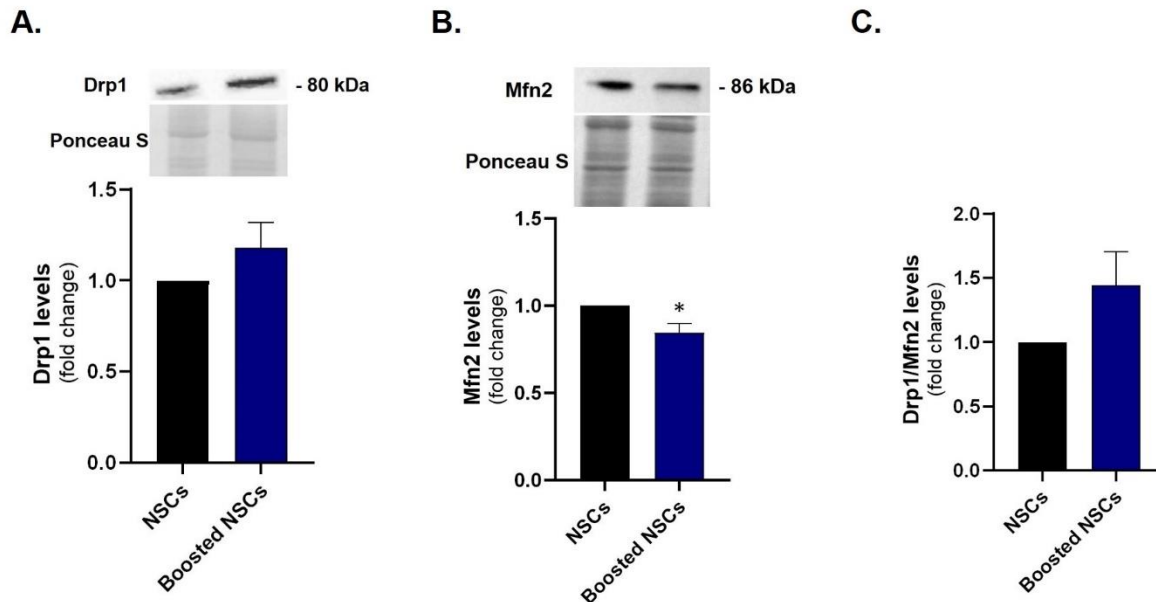 A.
Drp1
- 80 kDa
Ponceau S
1.5
1.0
0.5
0.0
Drp1 levels
(fold change)
NSCs
Boosted NSCs
B.
Mfn2
- 86 kDa
Ponceau S
1.5
1.0
0.5
0.0
Mfn2 levels
(fold change)
*
NSCs
Boosted NSCs
C.
2.0
1.5
1.0
0.5
0.0
Drp1/Mfn2 levels
(fold change)
NSCs
Boosted NSCs